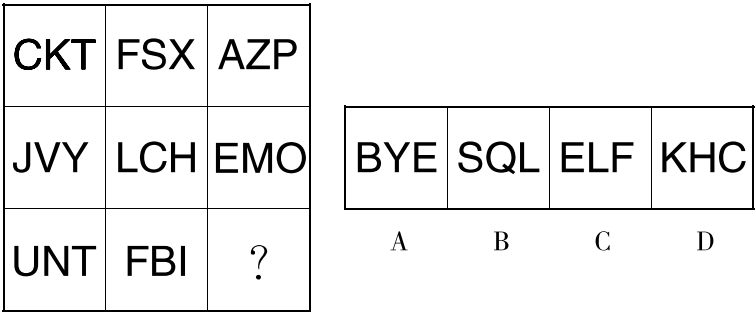 CKT FSX AZP
JVY LCH EMO
BYE SQL ELF KHC
A B C D
UNT FBI ?